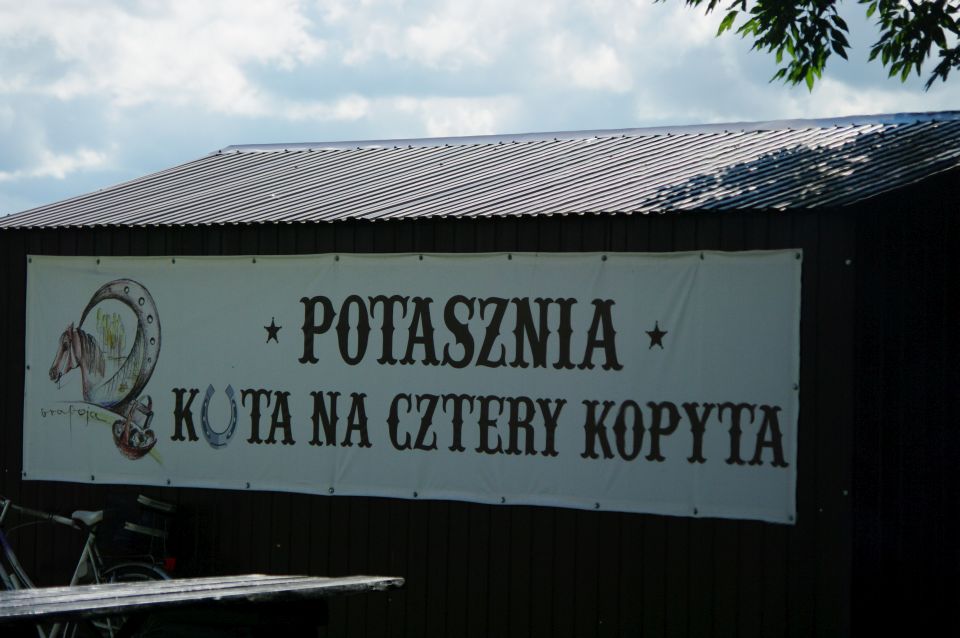 POTASZNIA
KUTA NA CZTERY KOPYTA